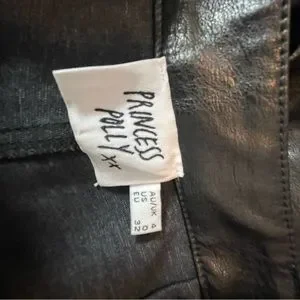 PRINCESS
POLLY xx
AU/UK 4
US 0
EU 32